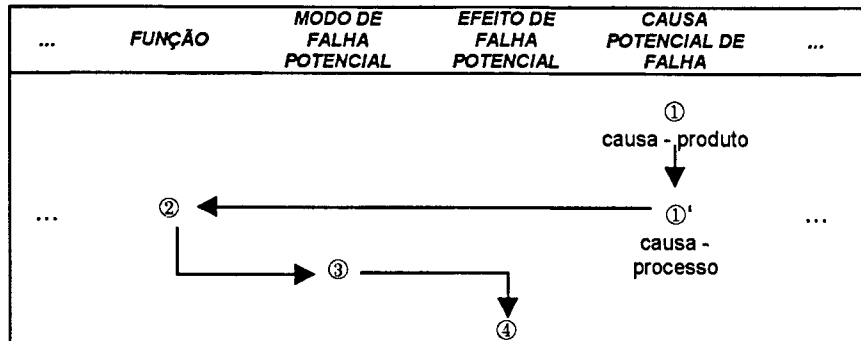 ... FUNÇÃO MODO DE FALHA POTENCIAL EFEITO DE FALHA POTENCIAL CAUSA POTENCIAL DE FALHA ...
①
causa - produto
... ② ①' ...
causa -
processo
③
④